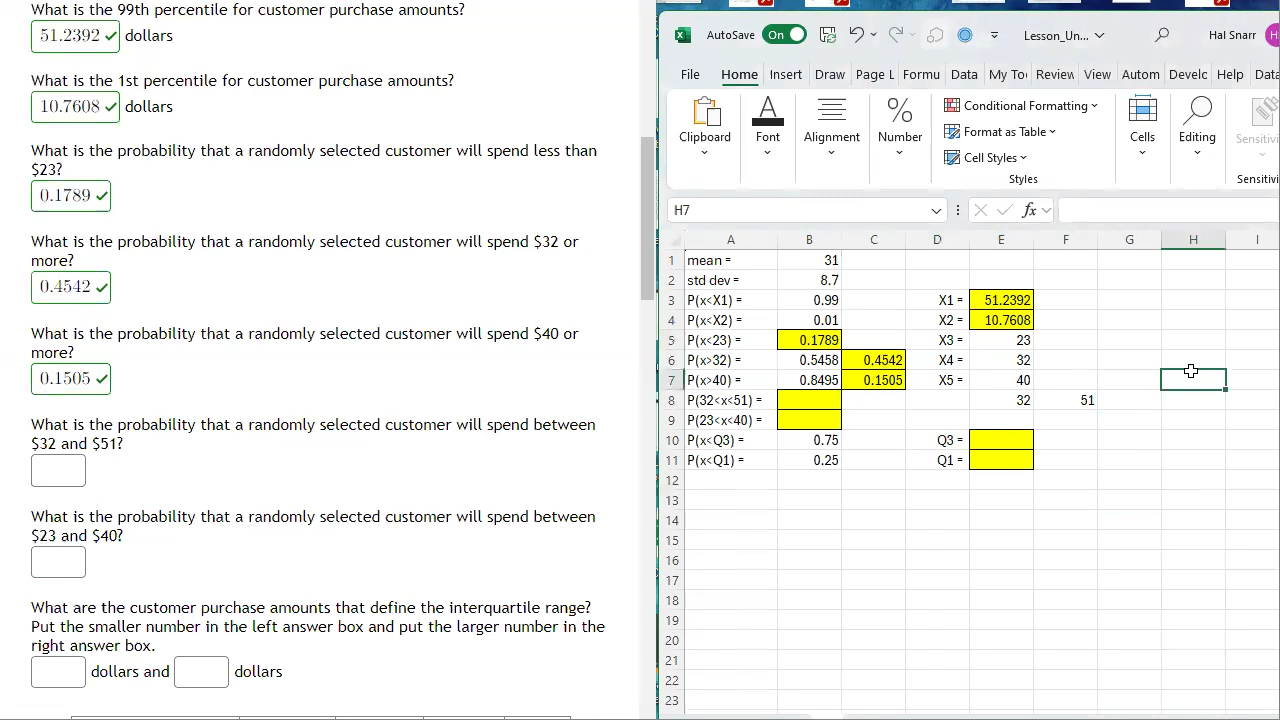 What is the 99th percentile for customer purchase amounts?
51.2392 ✓ dollars
What is the 1st percentile for customer purchase amounts?
10.7608 ✓ dollars
What is the probability that a randomly selected customer will spend less than
$23?
0.1789 ✓
What is the probability that a randomly selected customer will spend $32 or
more?
0.4542 ✓
What is the probability that a randomly selected customer will spend $40 or
more?
0.1505 ✓
What is the probability that a randomly selected customer will spend between
$32 and $51?
What is the probability that a randomly selected customer will spend between
$23 and $40?
What are the customer purchase amounts that define the interquartile range?
Put the smaller number in the left answer box and put the larger number in the
right answer box.
dollars and dollars
AutoSave On Lesson_Un... Hal Snarr H
File Home Insert Draw Page L Formu Data My To Review View Autom Develc Help Data
Clipboard Font Alignment Number Conditional Formatting Format as Table Cell Styles Cells Editing Sensitivi
Styles Sensitivi
H7 fx
A B C D E F G H I
1 mean = 31
2 std dev = 8.7
3 P(x<X1) = 0.99 X1 = 51.2392
4 P(x<X2) = 0.01 X2 = 10.7608
5 P(x<23) = 0.1789 X3 = 23
6 P(x>32) = 0.5458 0.4542 X4 = 32
7 P(x>40) = 0.8495 0.1505 X5 = 40
8 P(32<x<51) = 32 51
9 P(23<x<40) =
10 P(x<Q3) = 0.75 Q3 =
11 P(x<Q1) = 0.25 Q1 =
12
13
14
15
16
17
18
19
20
21
22
23